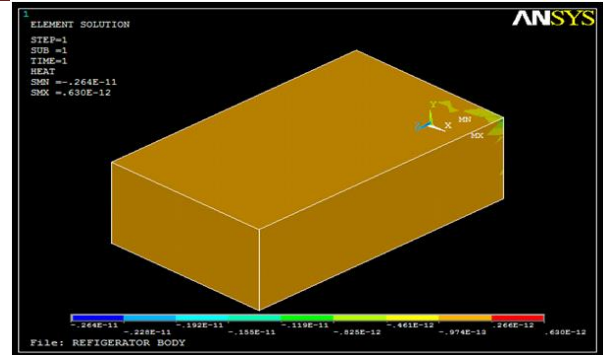 1
ELEMENT SOLUTION
ANSYS
STEP=1
SUB =1
TIME=1
HEAT
SMN =-.264E-11
SMX =.630E-12
Y
Z X
MN
MX
-.264E-11 -.192E-11 -.119E-11 -.461E-12 .266E-12
-.228E-11 -.155E-11 -.825E-12 -.974E-13 .630E-12
File: REFIGERATOR BODY